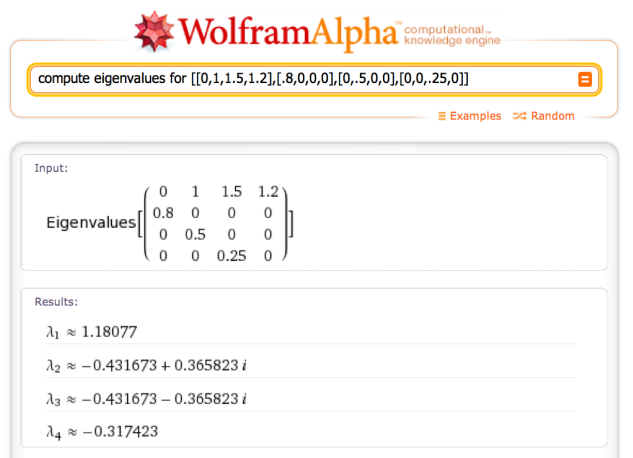 WolframAlpha™ computational... knowledge engine
compute eigenvalues for [[0,1,1.5,1.2],[.8,0,0,0],[0,.5,0,0],[0,0,.25,0]]
Examples Random
Input:
0 1 1.5 1.2
0.8 0 0 0
Eigenvalues[( )]
0 0.5 0 0
0 0 0.25 0
Results:
λ1 ≈ 1.18077
λ2 ≈ −0.431673 + 0.365823 i
λ3 ≈ −0.431673 − 0.365823 i
λ4 ≈ −0.317423